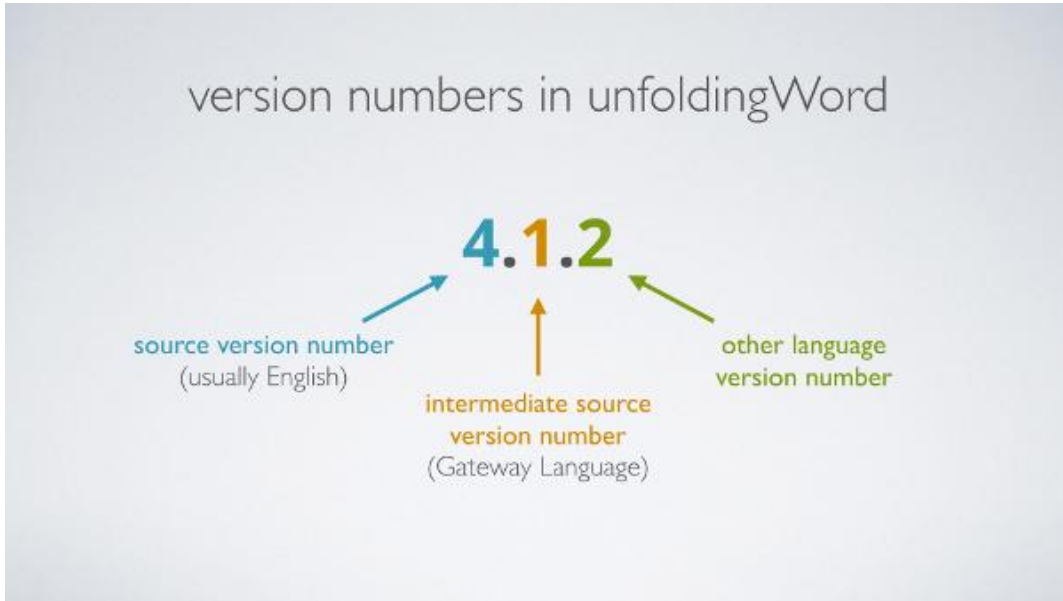 version numbers in unfoldingWord
4.1.2
source version number
(usually English)
intermediate source
version number
(Gateway Language)
other language
version number